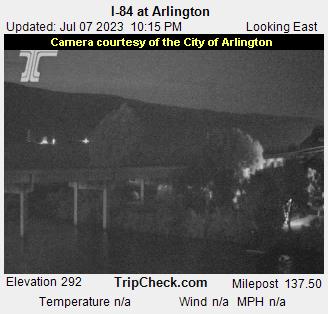 I-84 at Arlington
Updated: Jul 07 2023 10:15 PM Looking East
Camera courtesy of the City of Arlington
Elevation 292 TripCheck.com Milepost 137.50
Temperature n/a Wind n/a MPH n/a